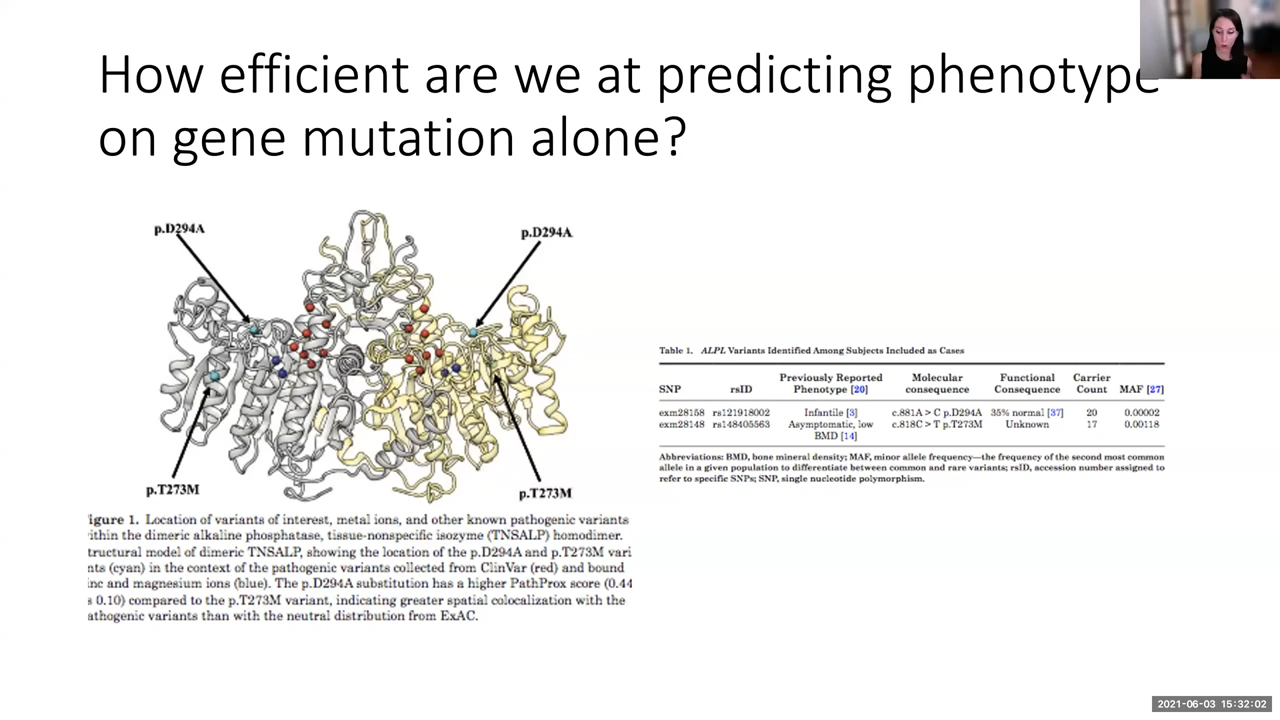 How efficient are we at predicting phenotype
on gene mutation alone?
p.D294A
p.D294A
p.T273M
p.T273M
igure 1. Location of variants of interest, metal ions, and other known pathogenic variants
ithin the dimeric alkaline phosphatase, tissue-nonspecific isozyme (TNSALP) homodimer.
tructural model of dimeric TNSALP, showing the location of the p.D294A and p.T273M vari
nts (cyan) in the context of the pathogenic variants collected from ClinVar (red) and bound
inc and magnesium ions (blue). The p.D294A substitution has a higher PathProx score (0.44
s 0.10) compared to the p.T273M variant, indicating greater spatial colocalization with the
athogenic variants than with the neutral distribution from ExAC.
Table 1. ALPL Variants Identified Among Subjects Included as Cases
Previously Reported Molecular Functional Carrier
SNP rsID Phenotype [20] consequence Consequence Count MAF [27]
exm28158 rs121918002 Infantile [3] c.881A > C p.D294A 35% normal [37] 20 0.00002
exm28148 rs148405563 Asymptomatic, low c.818C > T p.T273M Unknown 17 0.00118
BMD [14]
Abbreviations: BMD, bone mineral density; MAF, minor allele frequency—the frequency of the second most common
allele in a given population to differentiate between common and rare variants; rsID, accession number assigned to
refer to specific SNPs; SNP, single nucleotide polymorphism.
2021-06-03 15:32:02